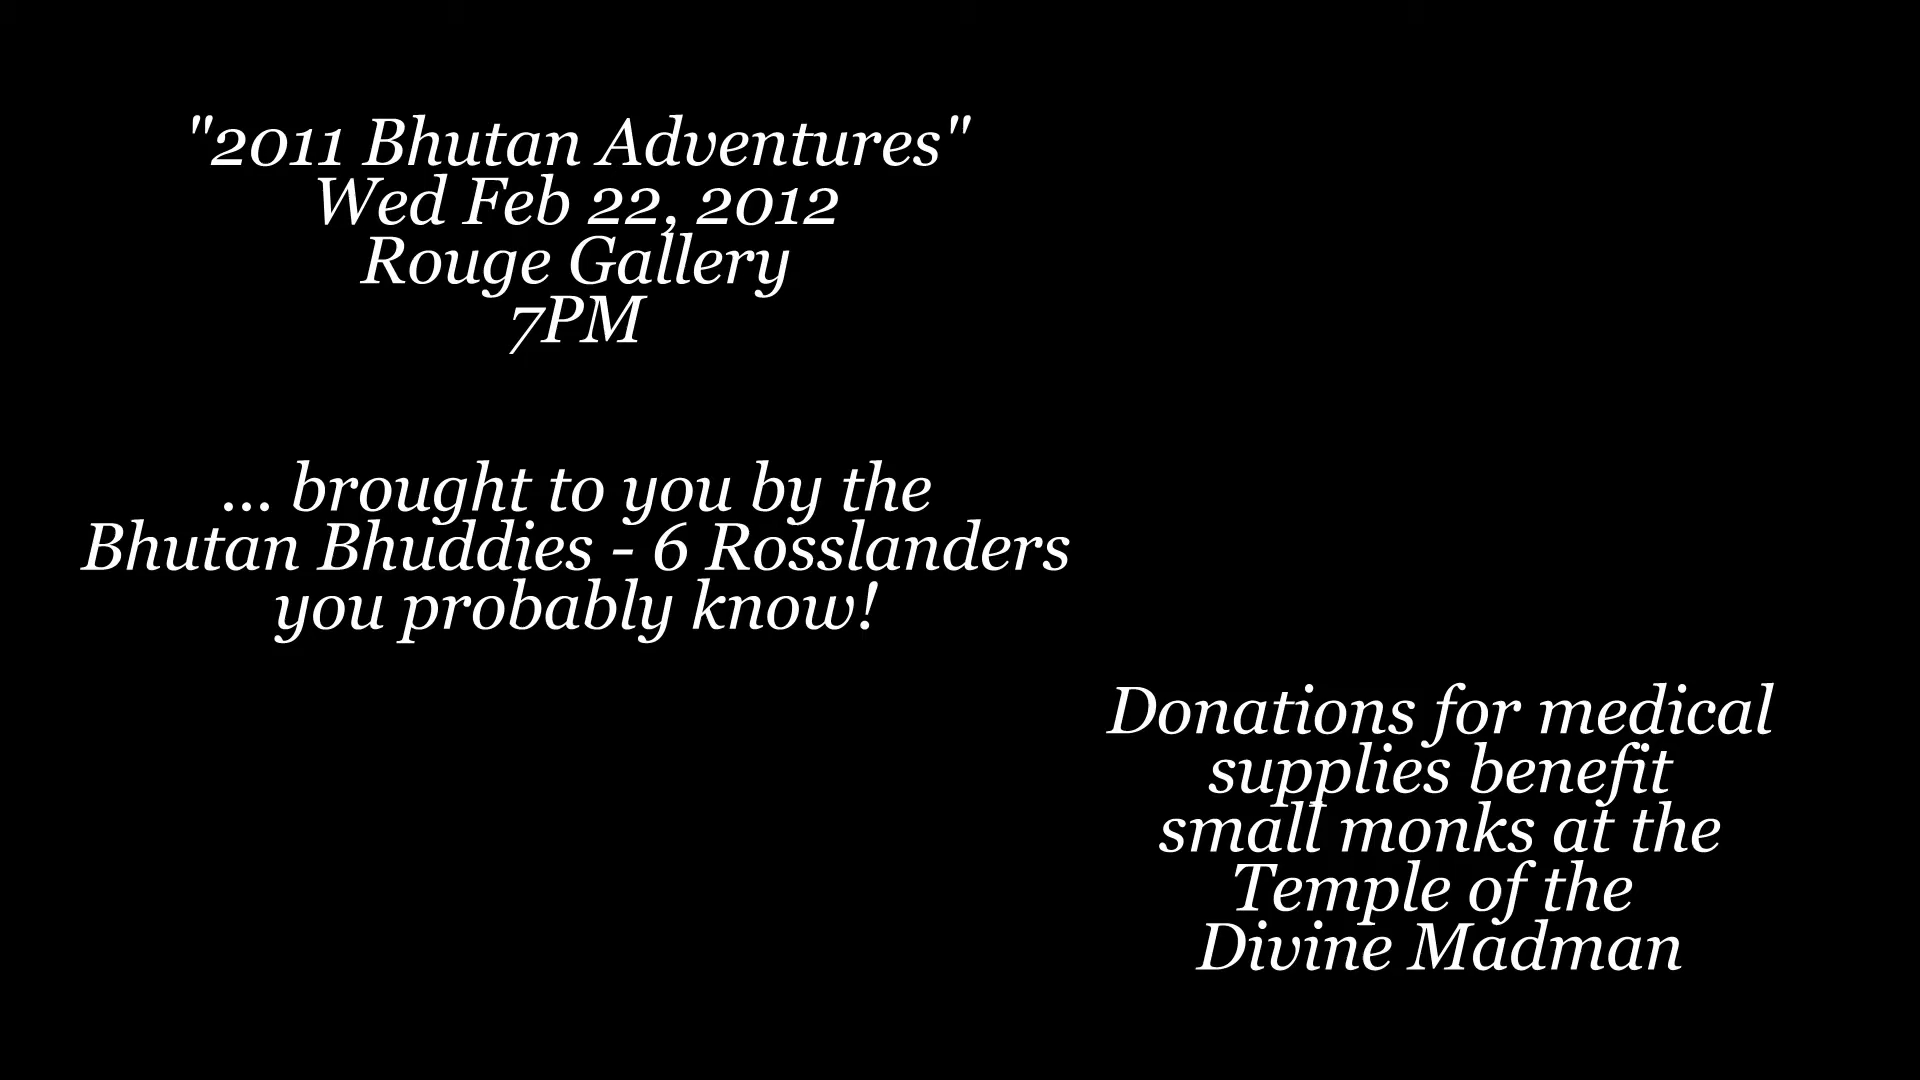 "2011 Bhutan Adventures"
Wed Feb 22, 2012
Rouge Gallery
7PM
... brought to you by the
Bhutan Bhuddies - 6 Rosslanders
you probably know!
Donations for medical
supplies benefit
small monks at the
Temple of the
Divine Madman